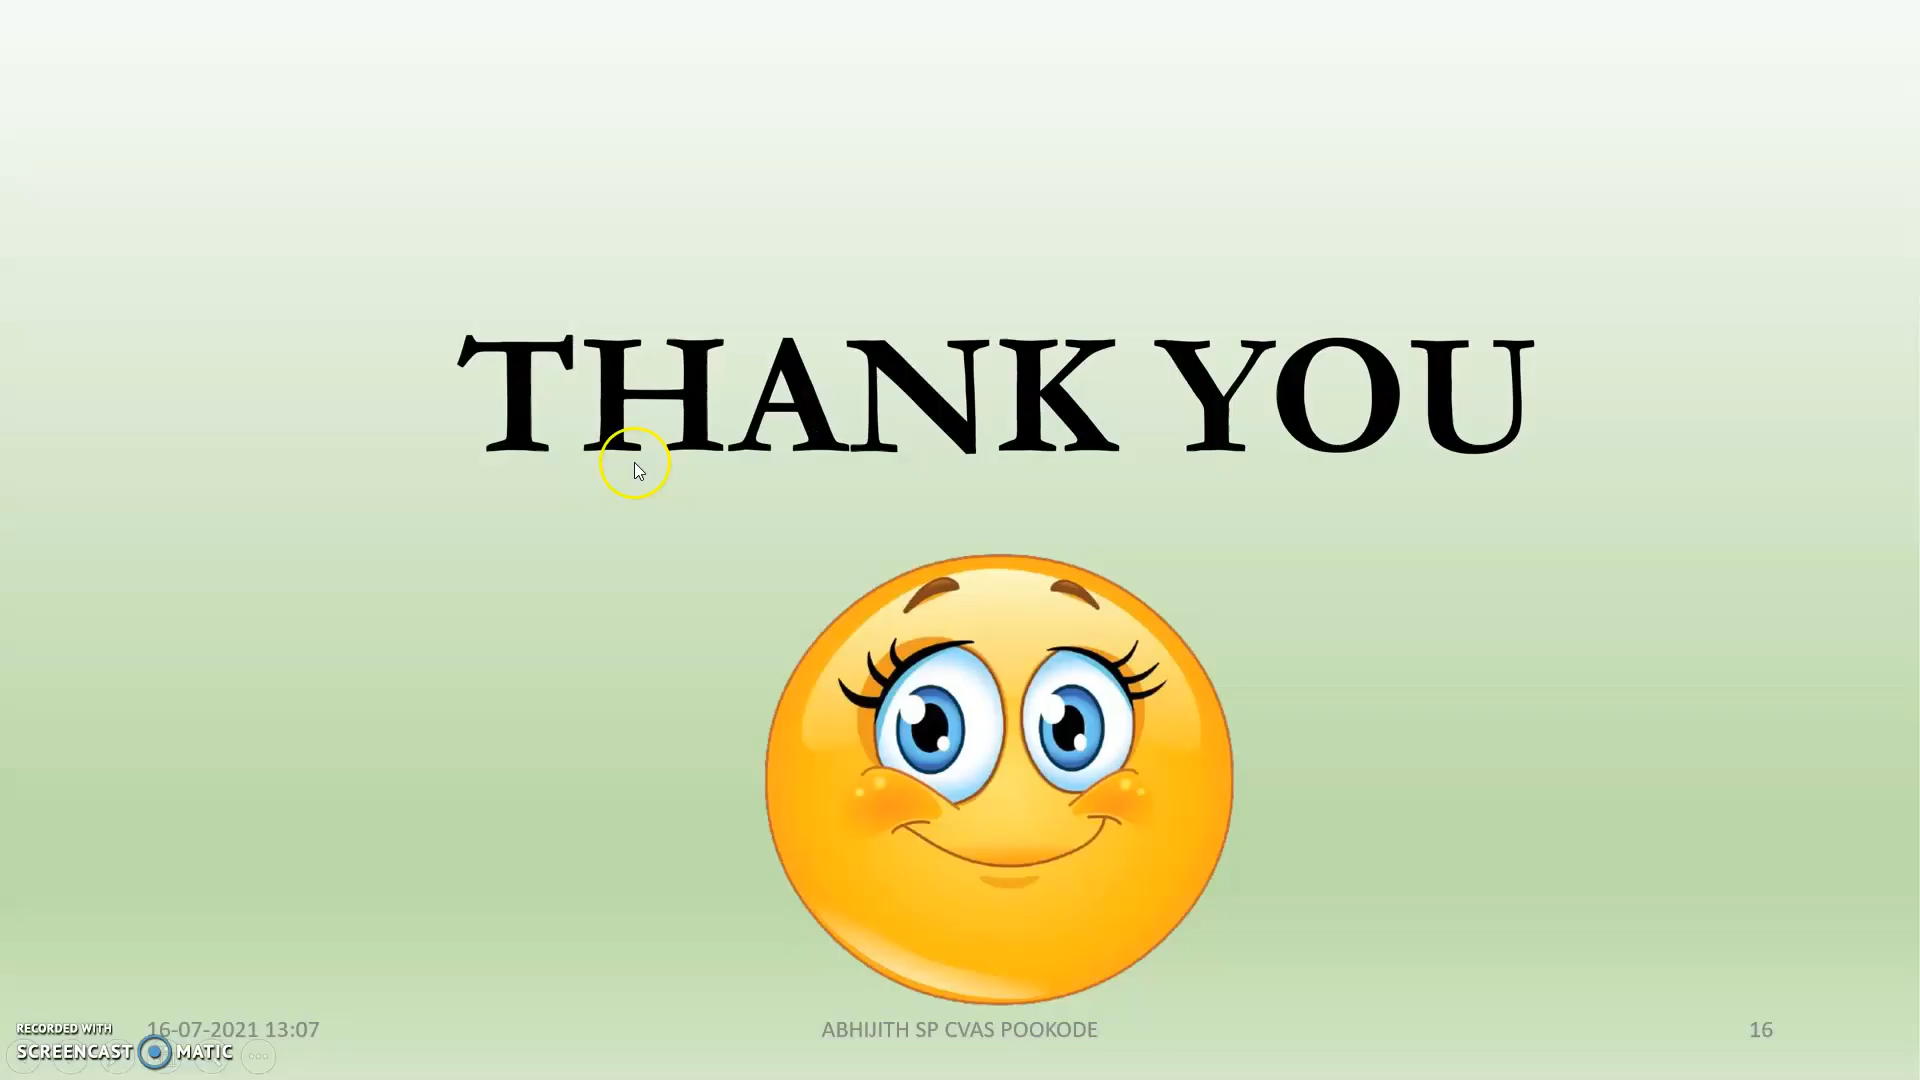 THANK YOU
RECORDED WITH
16-07-2021 13:07
ABHIJITH SP CVAS POOKODE
16
SCREENCAST MATIC